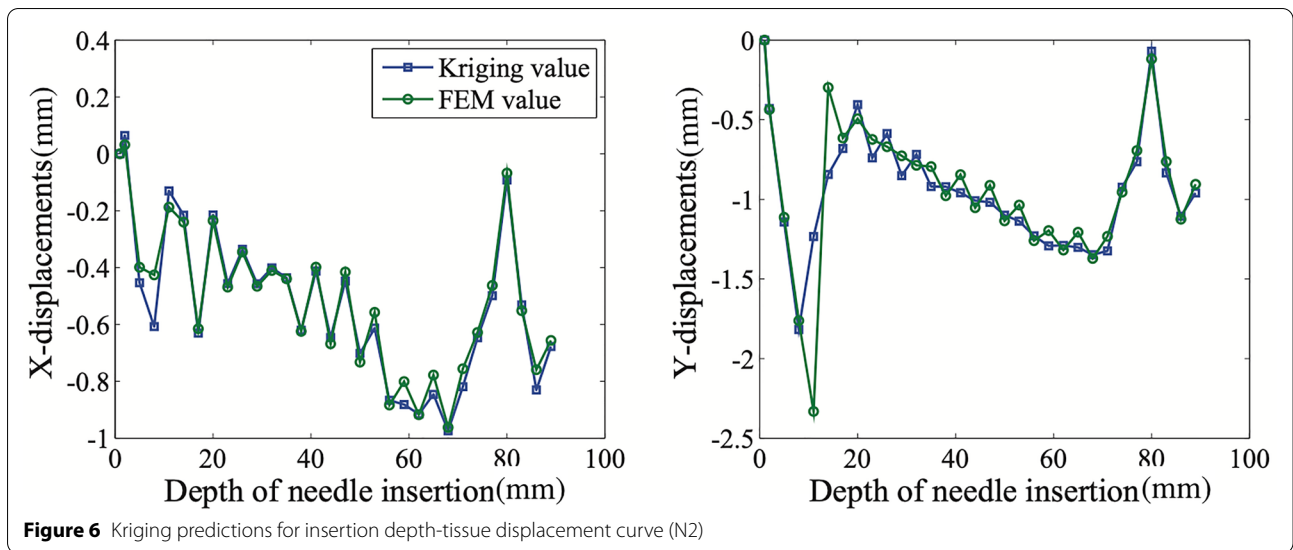 0.4
0.2
0
-0.2
-0.4
-0.6
-0.8
-1
X-displacements(mm)
Kriging value
FEM value
0 20 40 60 80 100
Depth of needle insertion(mm)
0
-0.5
-1
-1.5
-2
-2.5
Y-displacements(mm)
0 20 40 60 80 100
Depth of needle insertion(mm)
Figure 6 Kriging predictions for insertion depth-tissue displacement curve (N2)